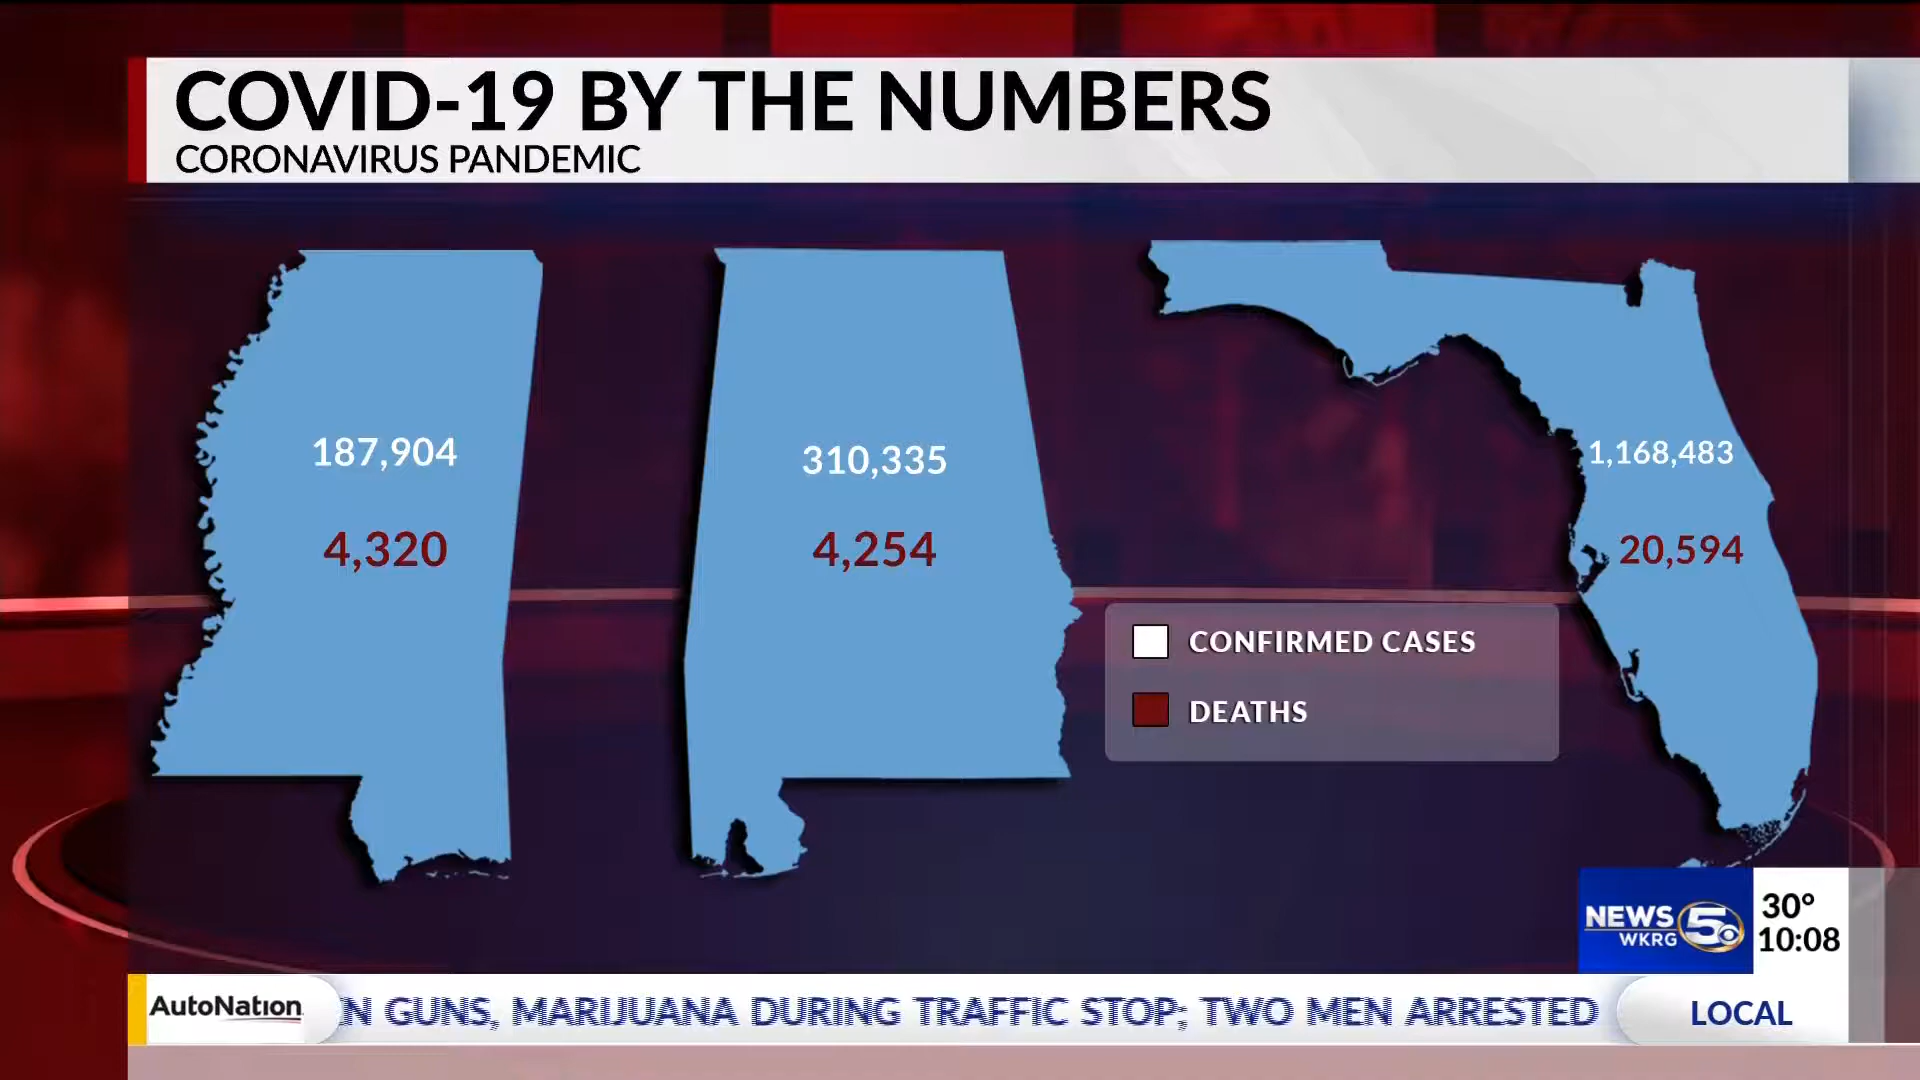 COVID-19 BY THE NUMBERS
CORONAVIRUS PANDEMIC
187,904
4,320
310,335
4,254
1,168,483
20,594
CONFIRMED CASES
DEATHS
NEWS 5
WKRG
30°
10:08
AutoNation
N GUNS, MARIJUANA DURING TRAFFIC STOP; TWO MEN ARRESTED
LOCAL